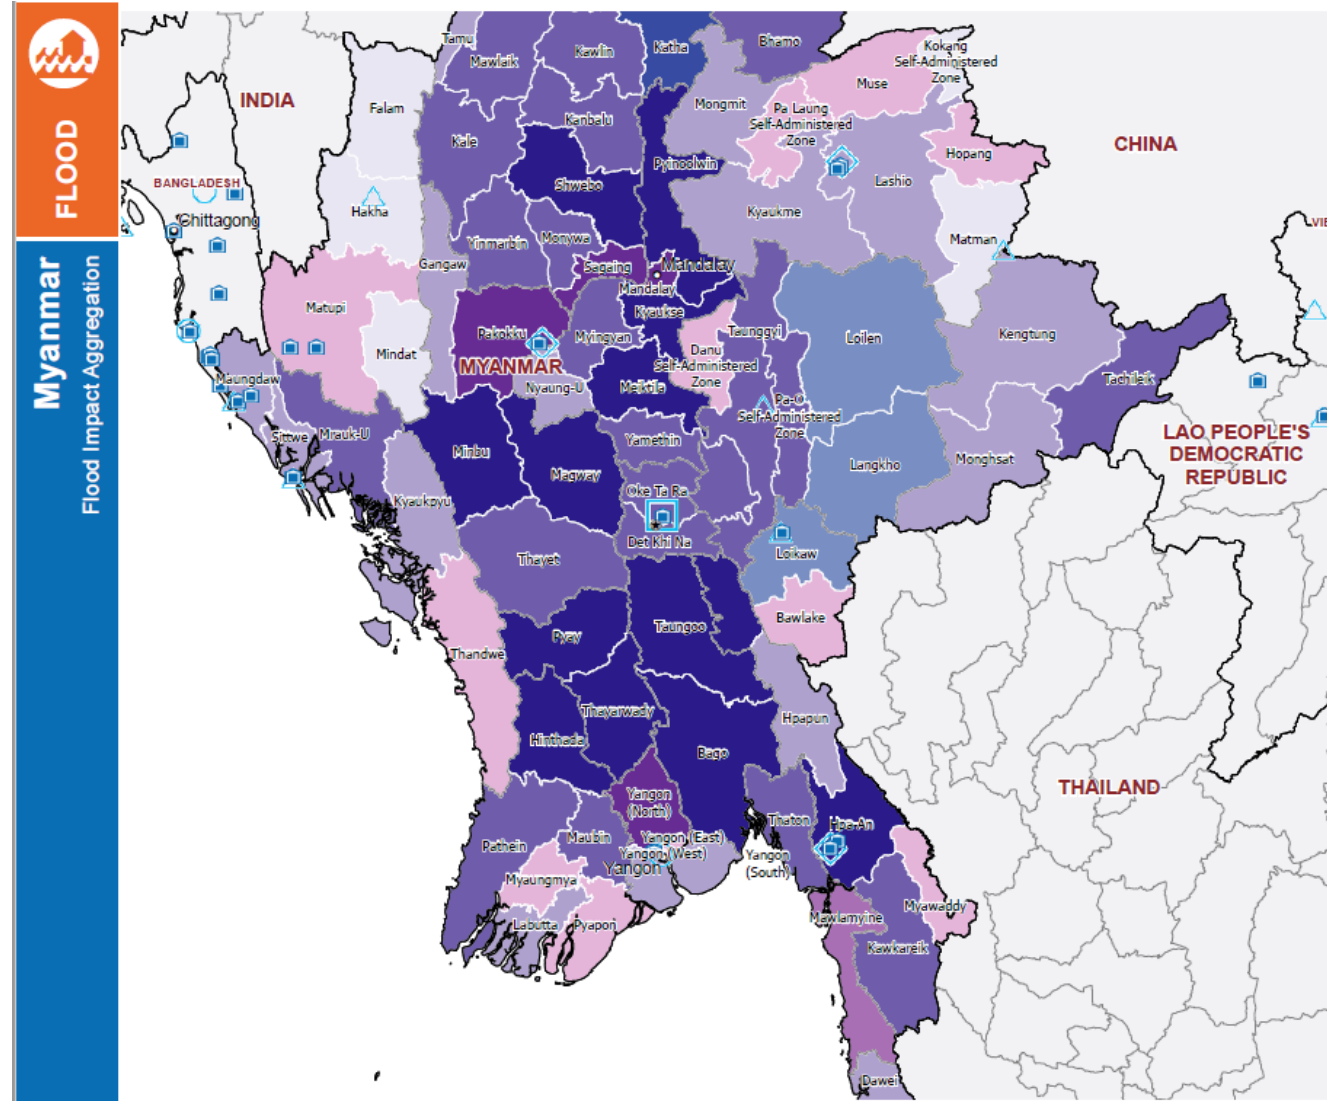 FLOOD
Myanmar
Flood Impact Aggregation
INDIA
BANGLADESH
Chittagong
CHINA
VIE
LAO PEOPLE'S
DEMOCRATIC
REPUBLIC
THAILAND
MYANMAR
Tamu
Mawlaik
Kawlin
Katha
Bhamo
Kokang
Self-Administered
Zone
Muse
Falam
Mongmit
Pa Laung
Self-Administered
Zone
Kanbalu
Kale
Pyinoolwin
Hopang
Lashio
Shwebo
Hakha
Kyaukme
Yinmarbin
Monywa
Matman
Gangaw
Sagaing
Mandalay
Mandalay
Kyaukse
Matupi
Pakokku
Myingyan
Taunggyi
Loilen
Kengtung
Mindat
Danu
Self-Administered
Zone
Maungdaw
Nyaung-U
Meiktila
Tachileik
Pa-O
Self-Administered
Zone
Sittwe
Mrauk-U
Minbu
Yamethin
Langkho
Monghsat
Magway
Kyaukpyu
Oke Ta Ra
Det Khi Na
Thayet
Loikaw
Bawlake
Pyay
Taungoo
Thandwe
Thayarwady
Hpapun
Hinthada
Bago
Yangon
(North)
Thaton
Hpa-An
Pathein
Maubin
Yangon (East)
Yangon (West)
Yangon
Yangon
(South)
Myaungmya
Labutta
Pyapon
Mawlamyine
Myawaddy
Kawkareik
Dawei